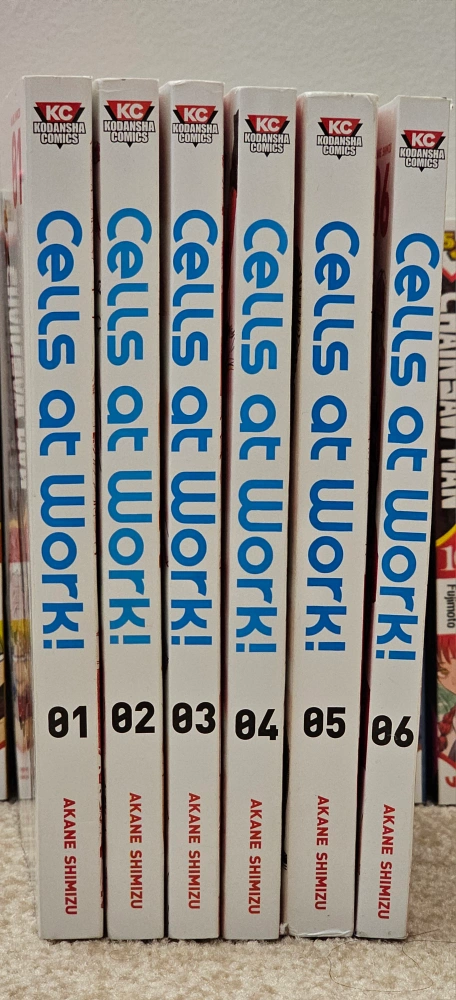 KC
KODANSHA
COMICS
Cells at Work!
01
AKANE SHIMIZU
KC
KODANSHA
COMICS
Cells at Work!
02
AKANE SHIMIZU
KC
KODANSHA
COMICS
Cells at Work!
03
AKANE SHIMIZU
KC
KODANSHA
COMICS
Cells at Work!
04
AKANE SHIMIZU
KC
KODANSHA
COMICS
Cells at Work!
05
AKANE SHIMIZU
KC
KODANSHA
COMICS
Cells at Work!
06
AKANE SHIMIZU
CHAINSAW MAN
Fujimoto